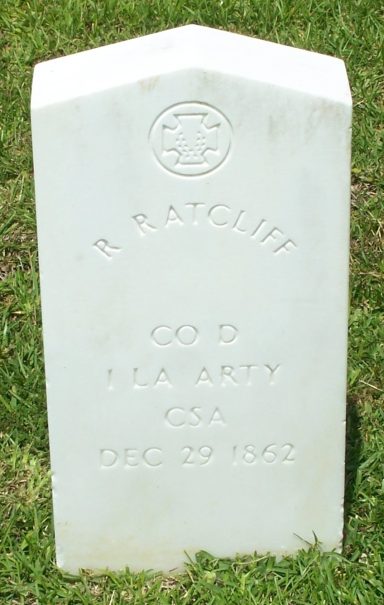 R RATCLIFF
CO D
1 LA ARTY
CSA
DEC 29 1862